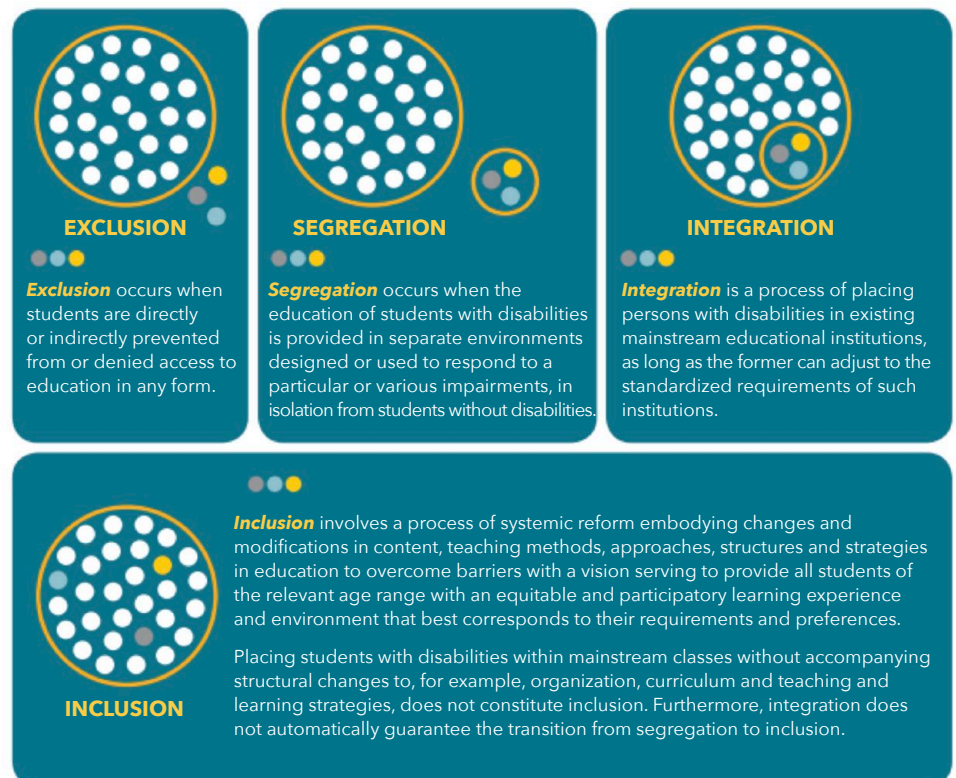 EXCLUSION
Exclusion occurs when
students are directly
or indirectly prevented
from or denied access to
education in any form.
SEGREGATION
Segregation occurs when the
education of students with disabilities
is provided in separate environments
designed or used to respond to a
particular or various impairments, in
isolation from students without disabilities.
INTEGRATION
Integration is a process of placing
persons with disabilities in existing
mainstream educational institutions,
as long as the former can adjust to the
standardized requirements of such
institutions.
INCLUSION
Inclusion involves a process of systemic reform embodying changes and
modifications in content, teaching methods, approaches, structures and strategies
in education to overcome barriers with a vision serving to provide all students of
the relevant age range with an equitable and participatory learning experience
and environment that best corresponds to their requirements and preferences.
Placing students with disabilities within mainstream classes without accompanying
structural changes to, for example, organization, curriculum and teaching and
learning strategies, does not constitute inclusion. Furthermore, integration does
not automatically guarantee the transition from segregation to inclusion.